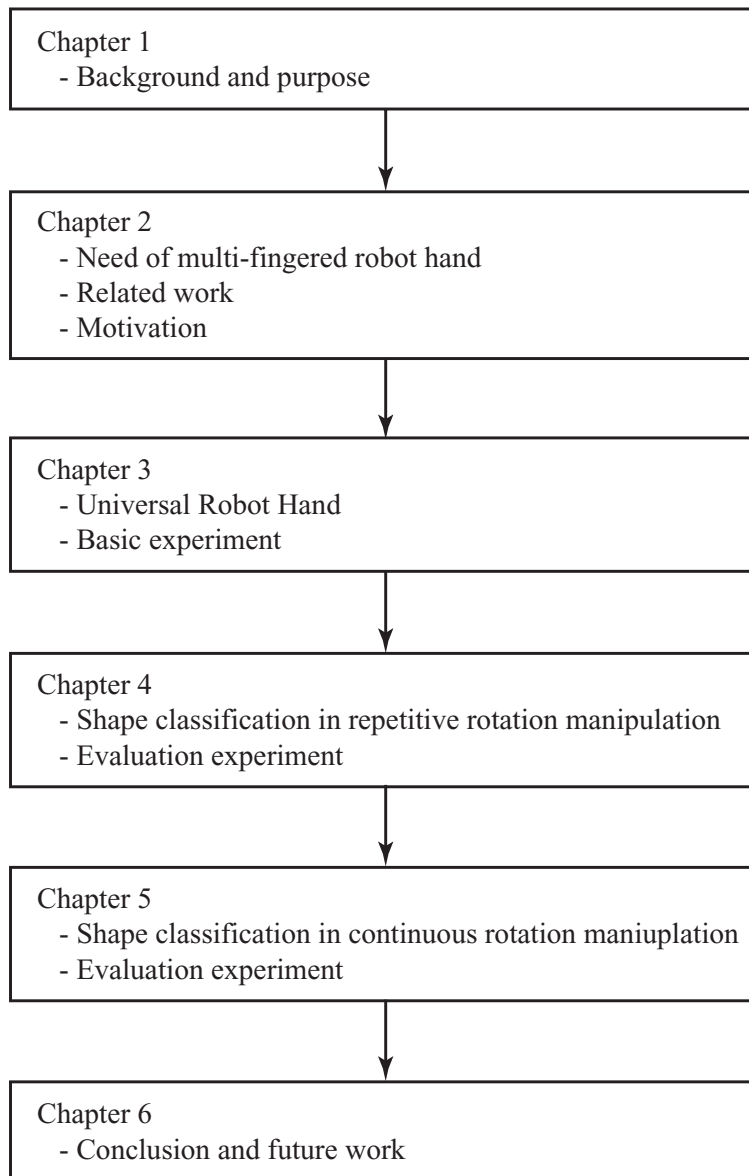 Chapter 1
- Background and purpose
Chapter 2
- Need of multi-fingered robot hand
- Related work
- Motivation
Chapter 3
- Universal Robot Hand
- Basic experiment
Chapter 4
- Shape classification in repetitive rotation manipulation
- Evaluation experiment
Chapter 5
- Shape classification in continuous rotation maniuplation
- Evaluation experiment
Chapter 6
- Conclusion and future work